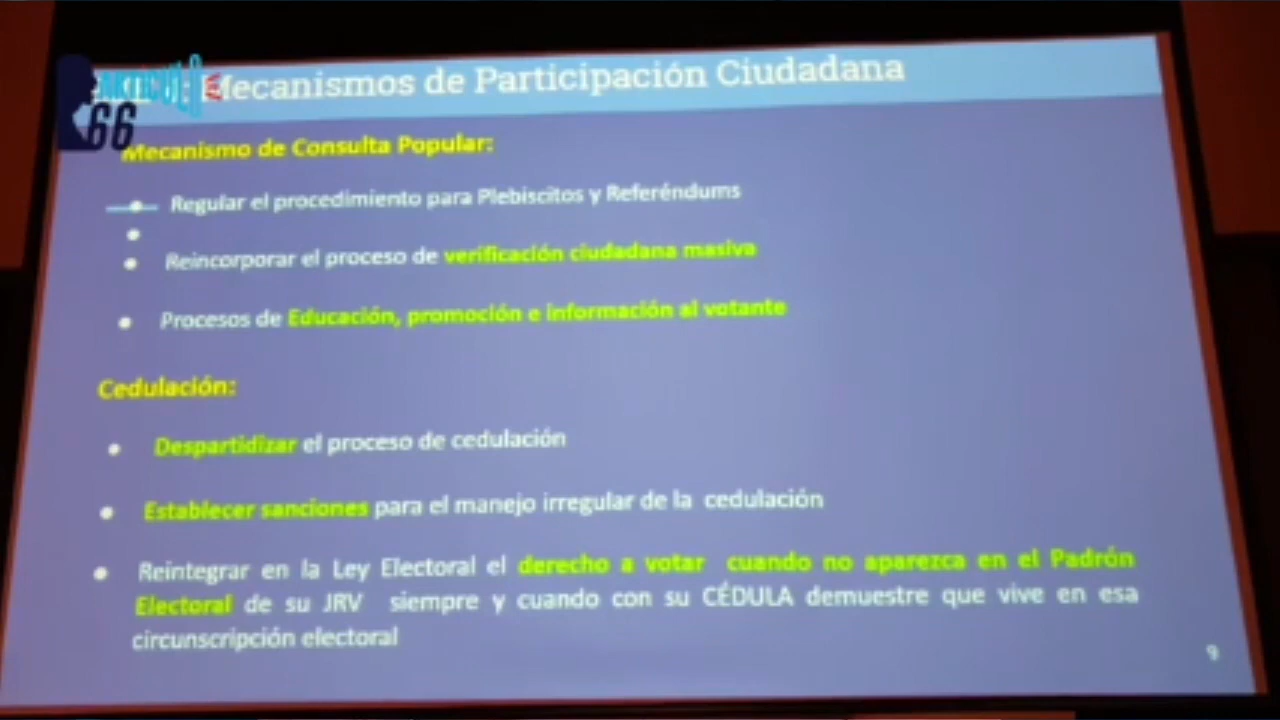 ARTÍCULO
66
Mecanismos de Participación Ciudadana
Mecanismo de Consulta Popular:
Regular el procedimiento para Plebiscitos y Referéndums
Reincorporar el proceso de verificación ciudadana masiva
Procesos de Educación, promoción e información al votante
Cedulación:
Despartidizar el proceso de cedulación
Establecer sanciones para el manejo irregular de la cedulación
Reintegrar en la Ley Electoral el derecho a votar cuando no aparezca en el Padrón
Electoral de su JRV siempre y cuando con su CÉDULA demuestre que vive en esa
circunscripción electoral
9